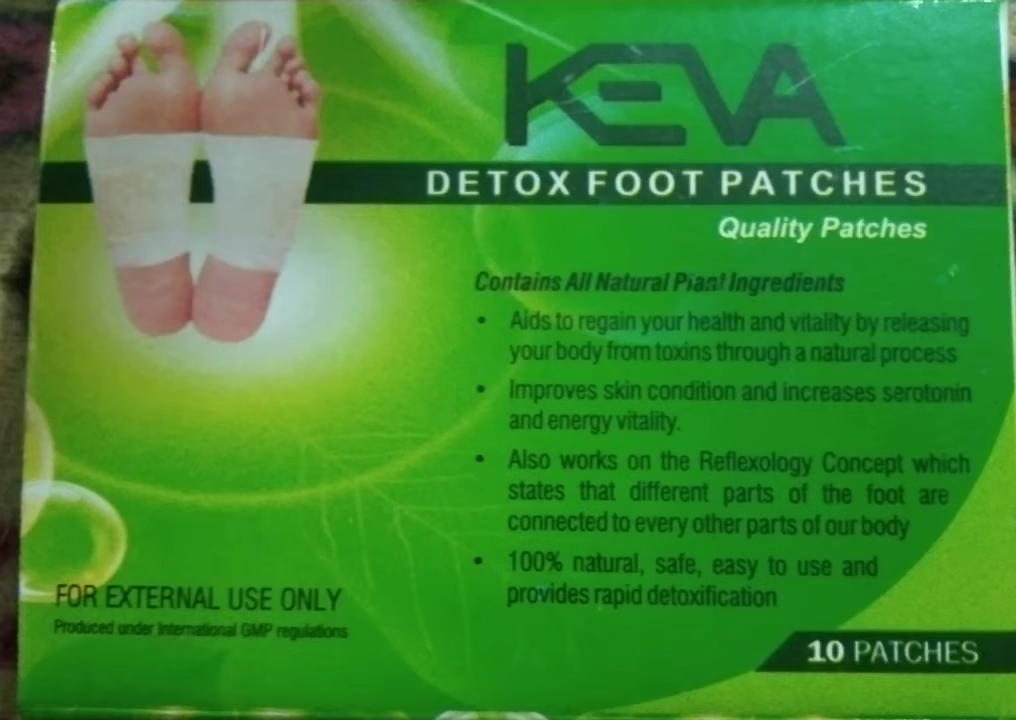 KEVA
DETOX FOOT PATCHES
Quality Patches
Contains All Natural Plant Ingredients
• Aids to regain your health and vitality by releasing
your body from toxins through a natural process
• Improves skin condition and increases serotonin
and energy vitality.
• Also works on the Reflexology Concept which
states that different parts of the foot are
connected to every other parts of our body
• 100% natural, safe, easy to use and
provides rapid detoxification
FOR EXTERNAL USE ONLY
Produced under International GMP regulations
10 PATCHES